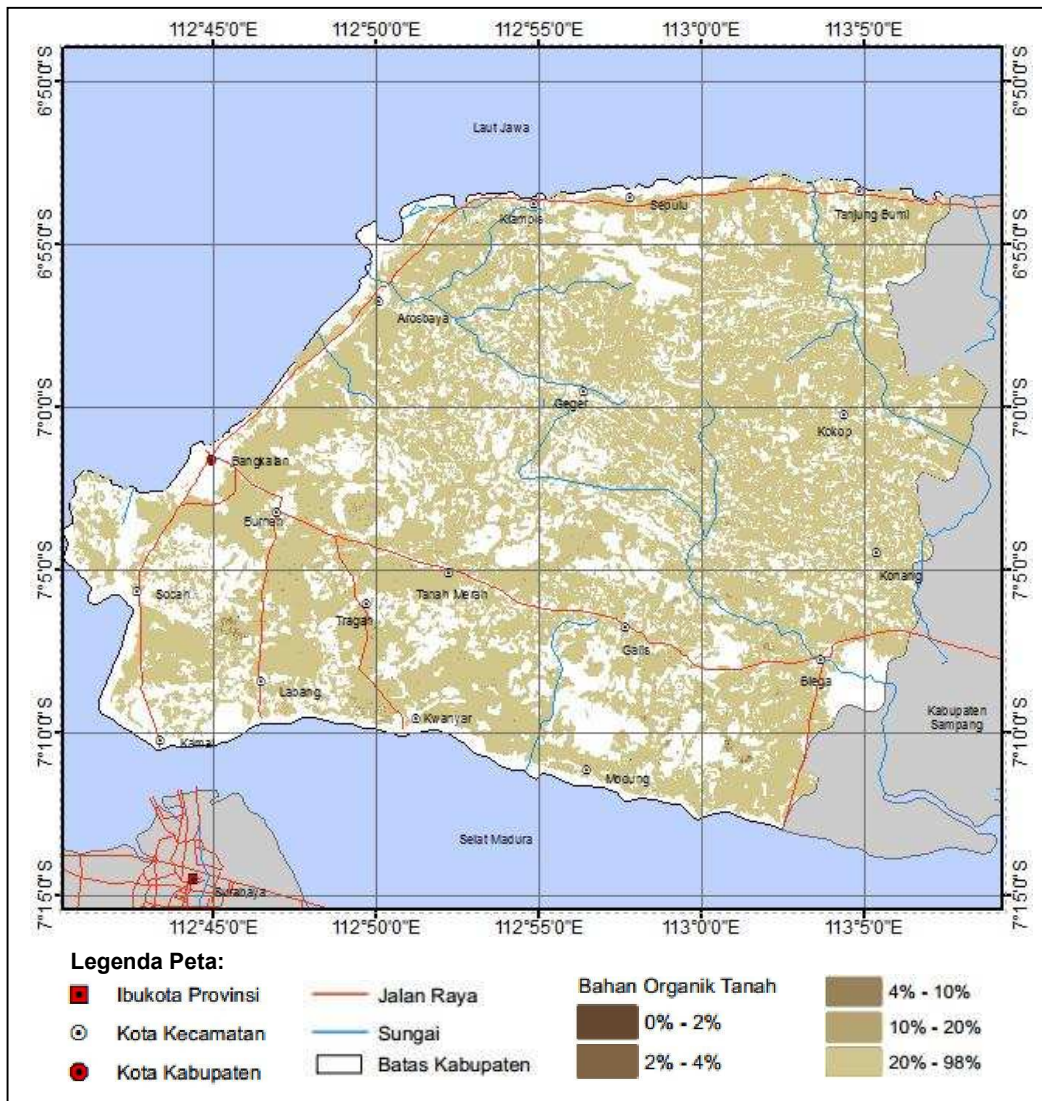 112°45'0"E 112°50'0"E 112°55'0"E 113°0'0"E 113°5'0"E
6°50'0"S 6°50'0"S
Laut Jawa
Klampis Sepulu Tanjung Bumi
6°55'0"S 6°55'0"S
Arosbaya
Geger
7°0'0"S 7°0'0"S
Kokop
Bangkalan
Burneh
7°5'0"S 7°5'0"S
Konang
Socah Tanah Merah
Tragah
Galis
Blega
Labang
Kwanyar
Kabupaten
Sampang
7°10'0"S 7°10'0"S
Kamal
Modung
Selat Madura
Surabaya
7°15'0"S 7°15'0"S
112°45'0"E 112°50'0"E 112°55'0"E 113°0'0"E 113°5'0"E
Legenda Peta:
Ibukota Provinsi
Kota Kecamatan
Kota Kabupaten
Jalan Raya
Sungai
Batas Kabupaten
Bahan Organik Tanah
0% - 2%
2% - 4%
4% - 10%
10% - 20%
20% - 98%